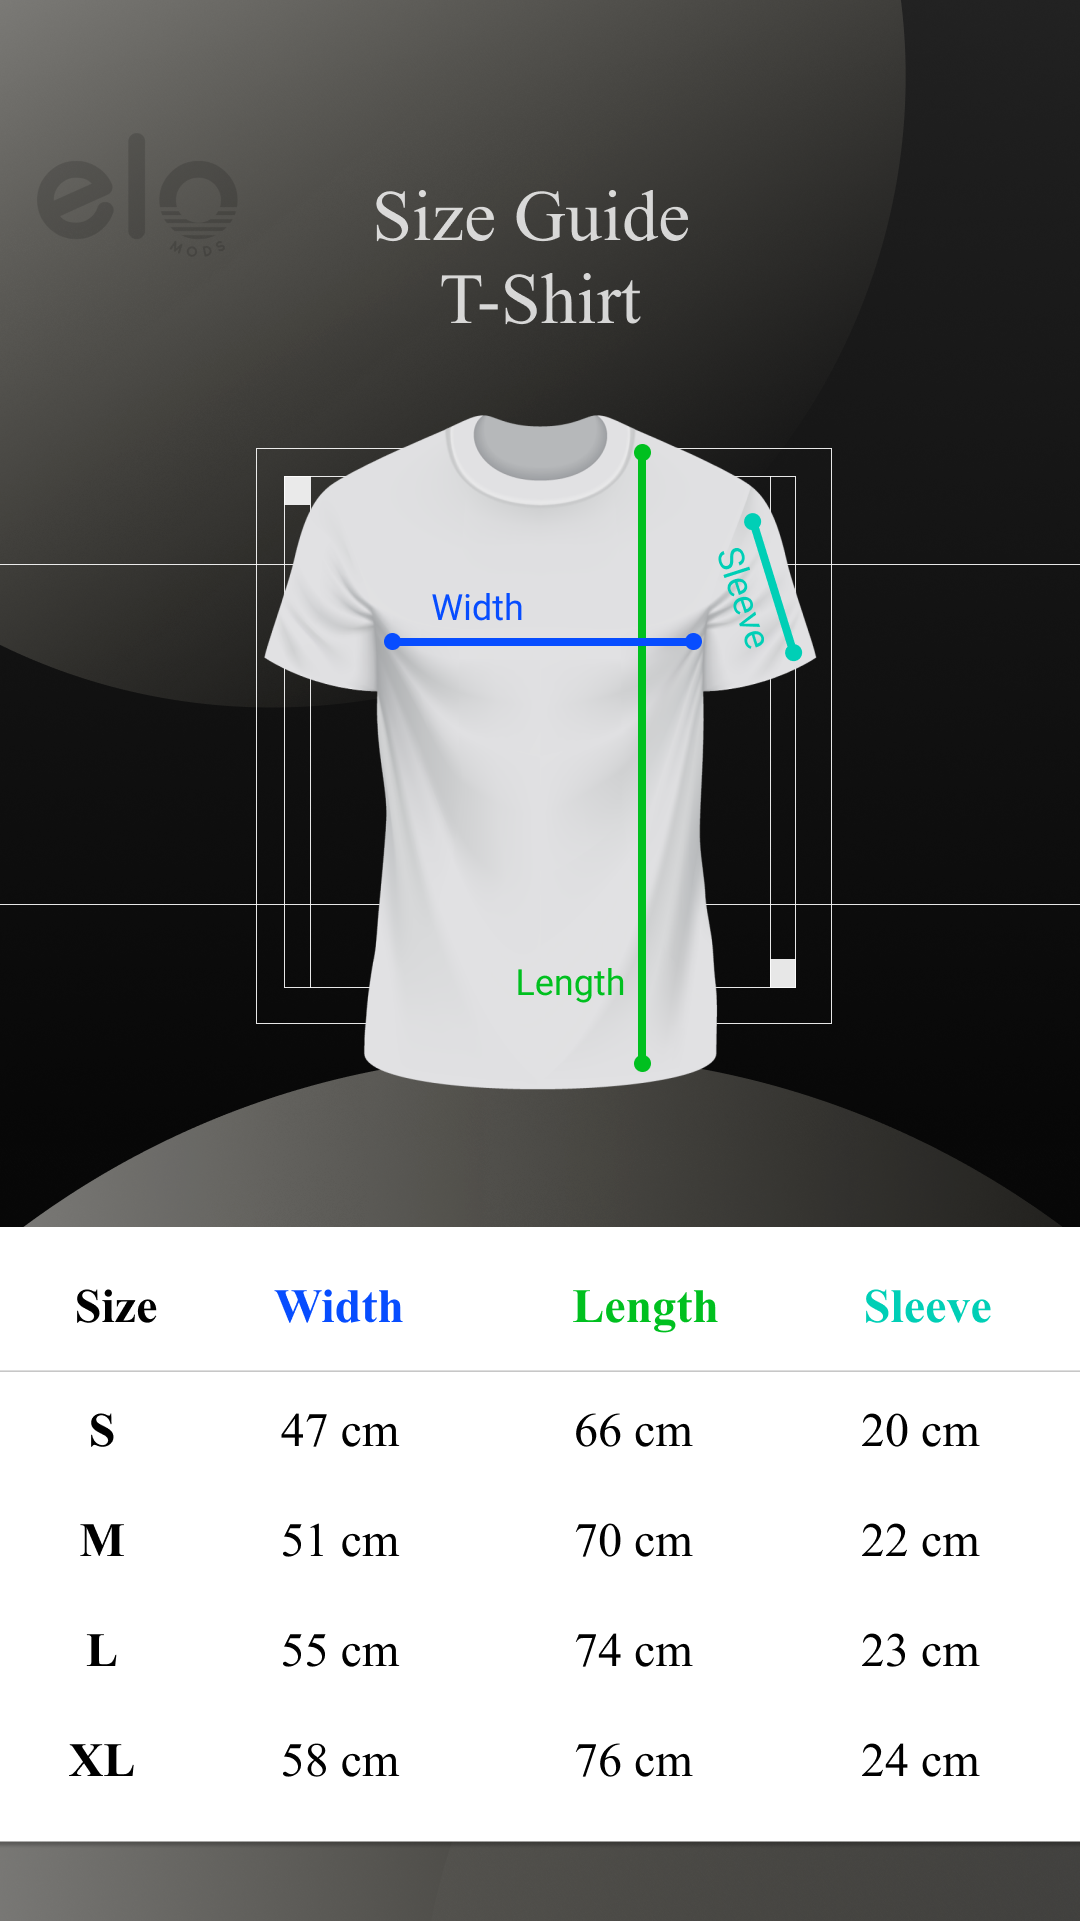 elo
MODS
Size Guide
T-Shirt
Width
Sleeve
Length
Size Width Length Sleeve
S 47 cm 66 cm 20 cm
M 51 cm 70 cm 22 cm
L 55 cm 74 cm 23 cm
XL 58 cm 76 cm 24 cm